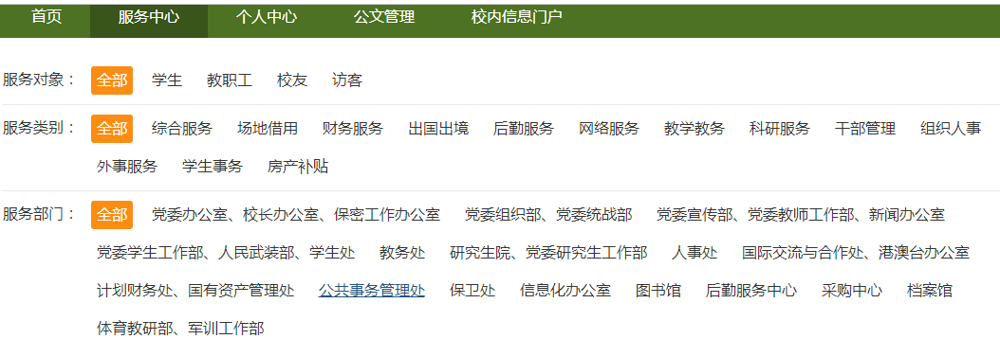 首页 服务中心 个人中心 公文管理 校内信息门户
服务对象： 全部 学生 教职工 校友 访客
服务类别： 全部 综合服务 场地借用 财务服务 出国出境 后勤服务 网络服务 教学教务 科研服务 干部管理 组织人事
外事服务 学生事务 房产补贴
服务部门： 全部 党委办公室、校长办公室、保密工作办公室 党委组织部、党委统战部 党委宣传部、党委教师工作部、新闻办公室
党委学生工作部、人民武装部、学生处 教务处 研究生院、党委研究生工作部 人事处 国际交流与合作处、港澳台办公室
计划财务处、国有资产管理处 公共事务管理处 保卫处 信息化办公室 图书馆 后勤服务中心 采购中心 档案馆
体育教研部、军训工作部